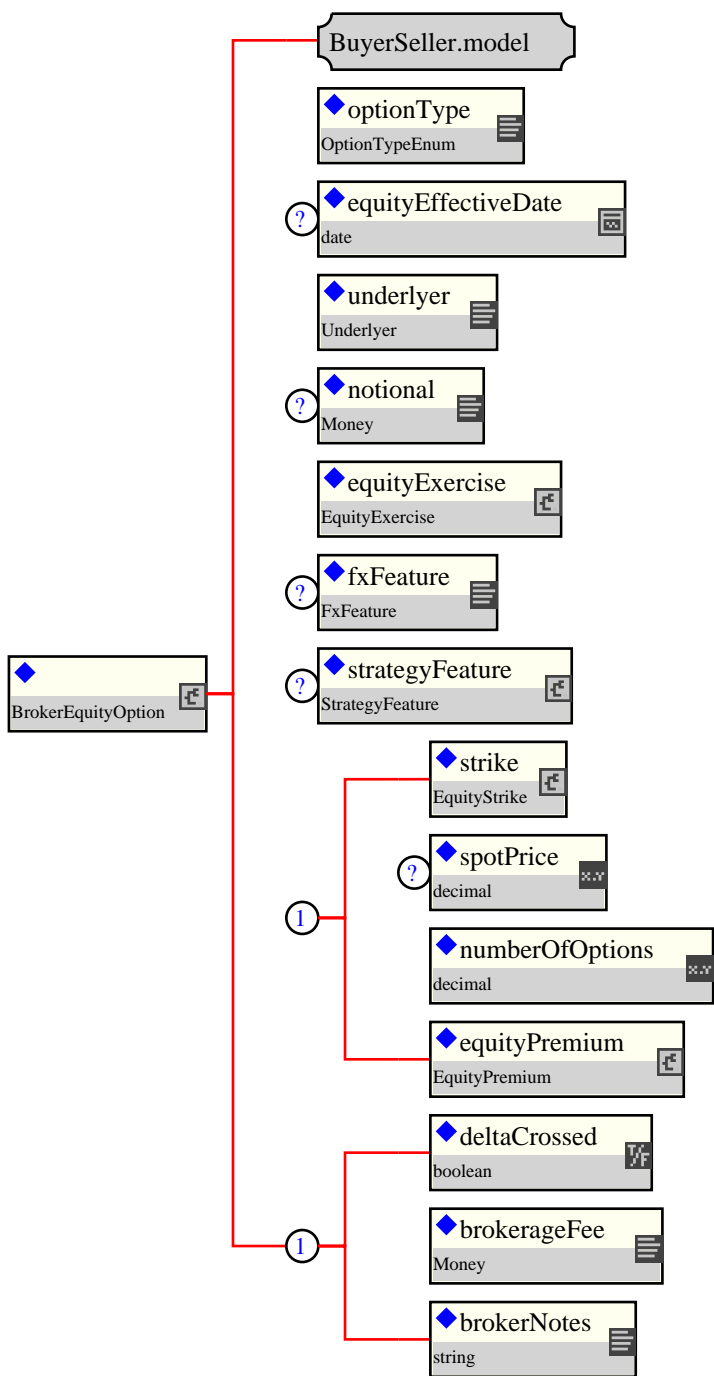 BuyerSeller.model
optionType
OptionTypeEnum
?
equityEffectiveDate
date
underlyer
Underlyer
?
notional
Money
equityExercise
EquityExercise
?
fxFeature
FxFeature
BrokerEquityOption
?
strategyFeature
StrategyFeature
strike
EquityStrike
?
spotPrice
decimal
x.Y
1
numberOfOptions
decimal
x.Y
equityPremium
EquityPremium
deltaCrossed
boolean
T/F
1
brokerageFee
Money
brokerNotes
string